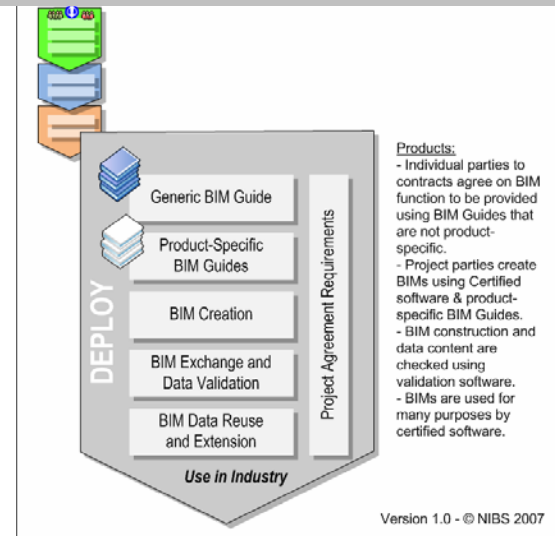 DEPLOY
Generic BIM Guide
Product-Specific
BIM Guides
BIM Creation
BIM Exchange and
Data Validation
BIM Data Reuse
and Extension
Project Agreement Requirements
Use in Industry
Products:
- Individual parties to
contracts agree on BIM
function to be provided
using BIM Guides that
are not product-
specific.
- Project parties create
BIMs using Certified
software & product-
specific BIM Guides.
- BIM construction and
data content are
checked using
validation software.
- BIMs are used for
many purposes by
certified software.
Version 1.0 - © NIBS 2007